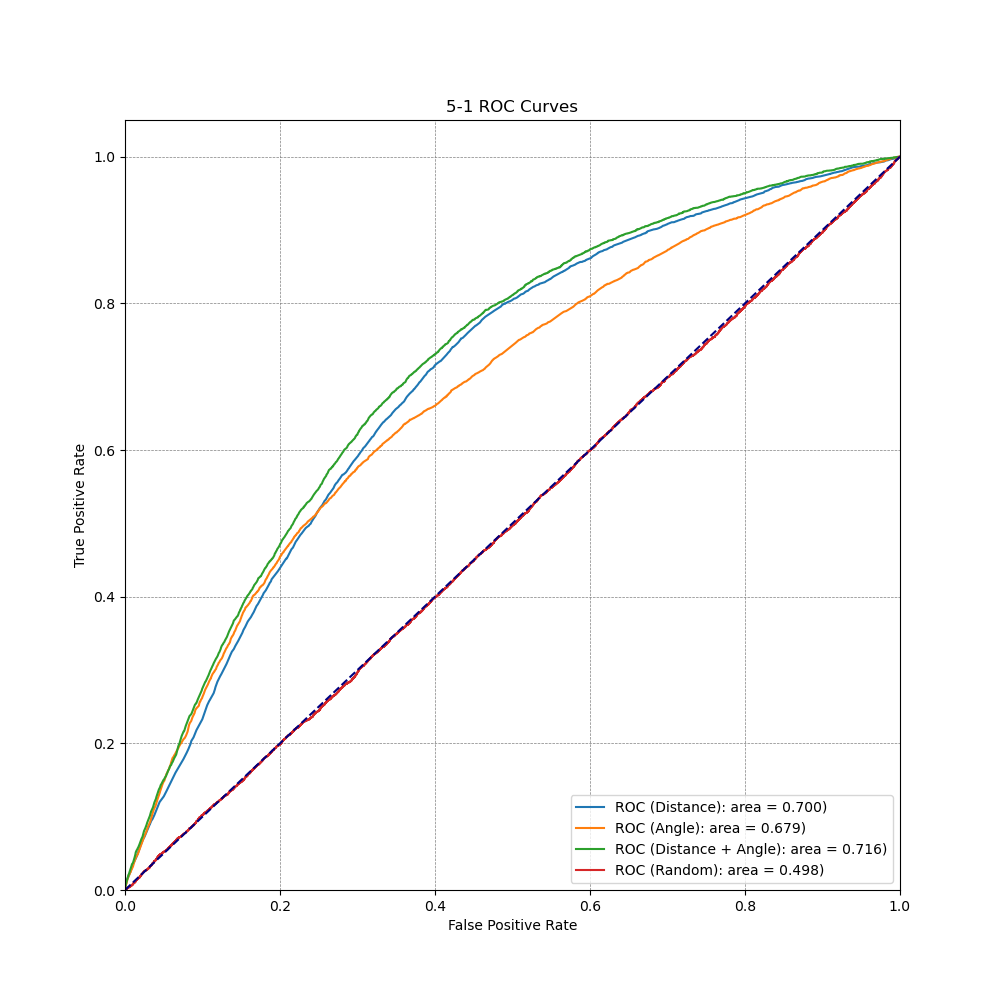 5-1 ROC Curves
True Positive Rate
1.0
0.8
0.6
0.4
0.2
0.0
ROC (Distance): area = 0.700)
ROC (Angle): area = 0.679)
ROC (Distance + Angle): area = 0.716)
ROC (Random): area = 0.498)
0.0 0.2 0.4 0.6 0.8 1.0
False Positive Rate